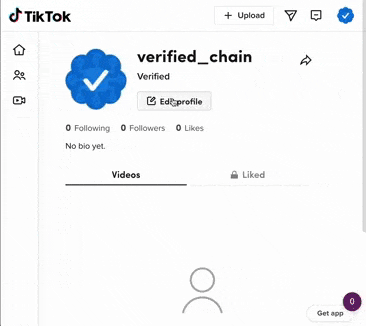 TikTok
+ Upload
verified_chain
Verified
Edit profile
0 Following 0 Followers 0 Likes
No bio yet.
Videos Liked
0
Get app